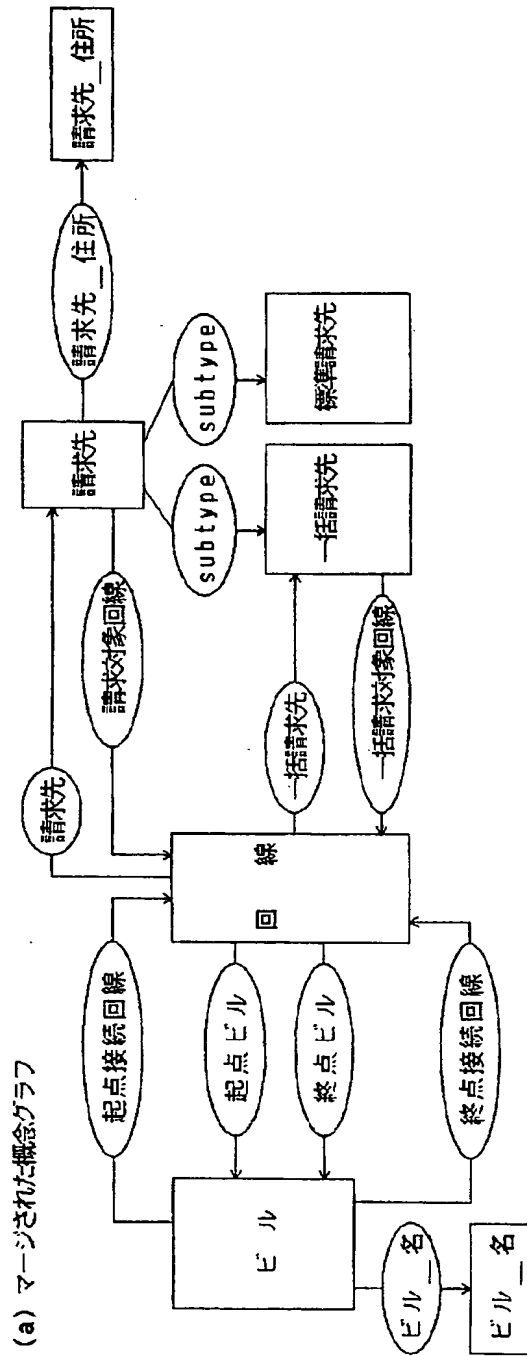 (a) マージされた概念グラフ
請求先
請求先
請求先_住所
請求先_住所
起点接続回線
請求対象回線
subtype
subtype
ビル
起点ビル
終点ビル
回線
一括請求先
一括請求先
標準請求先
一括請求対象回線
終点接続回線
ビル_名
ビル_名